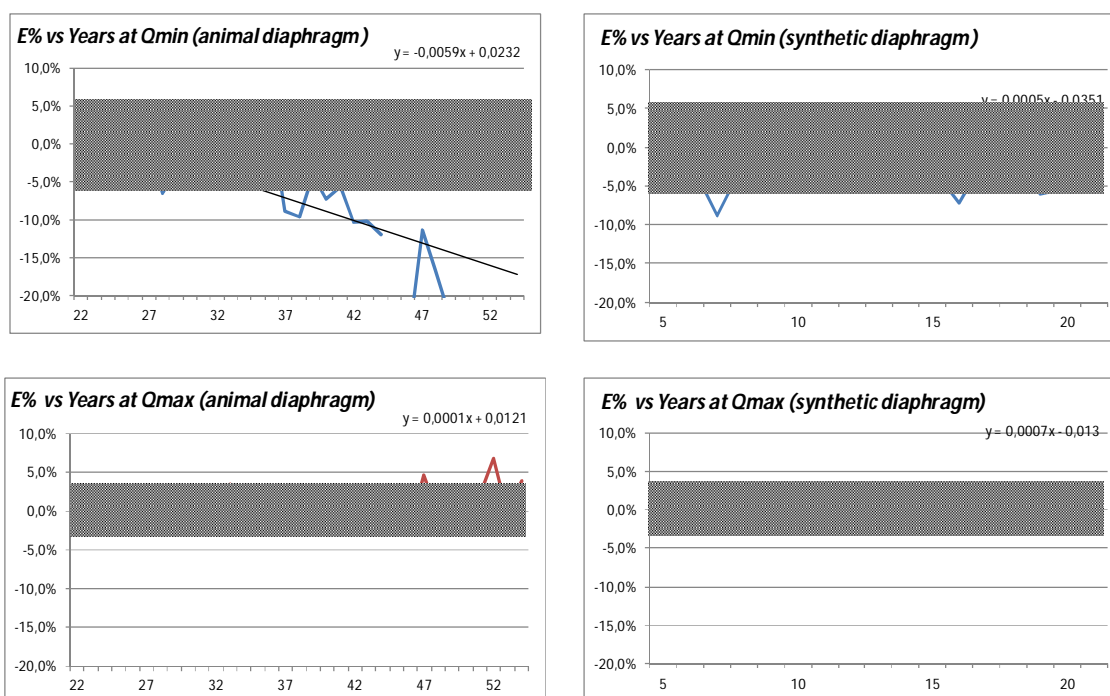 E% vs Years at Qmin (animal diaphragm)
y = -0,0059x + 0,0232
10,0%
5,0%
0,0%
-5,0%
-10,0%
-15,0%
-20,0%
22 27 32 37 42 47 52
E% vs Years at Qmin (synthetic diaphragm)
10,0%
y = 0,0005x - 0,0351
5,0%
0,0%
-5,0%
-10,0%
-15,0%
-20,0%
5 10 15 20
E% vs Years at Qmax (animal diaphragm)
y = 0,0001x + 0,0121
10,0%
5,0%
0,0%
-5,0%
-10,0%
-15,0%
-20,0%
22 27 32 37 42 47 52
E% vs Years at Qmax (synthetic diaphragm)
y = 0,0007x - 0,013
10,0%
5,0%
0,0%
-5,0%
-10,0%
-15,0%
-20,0%
5 10 15 20